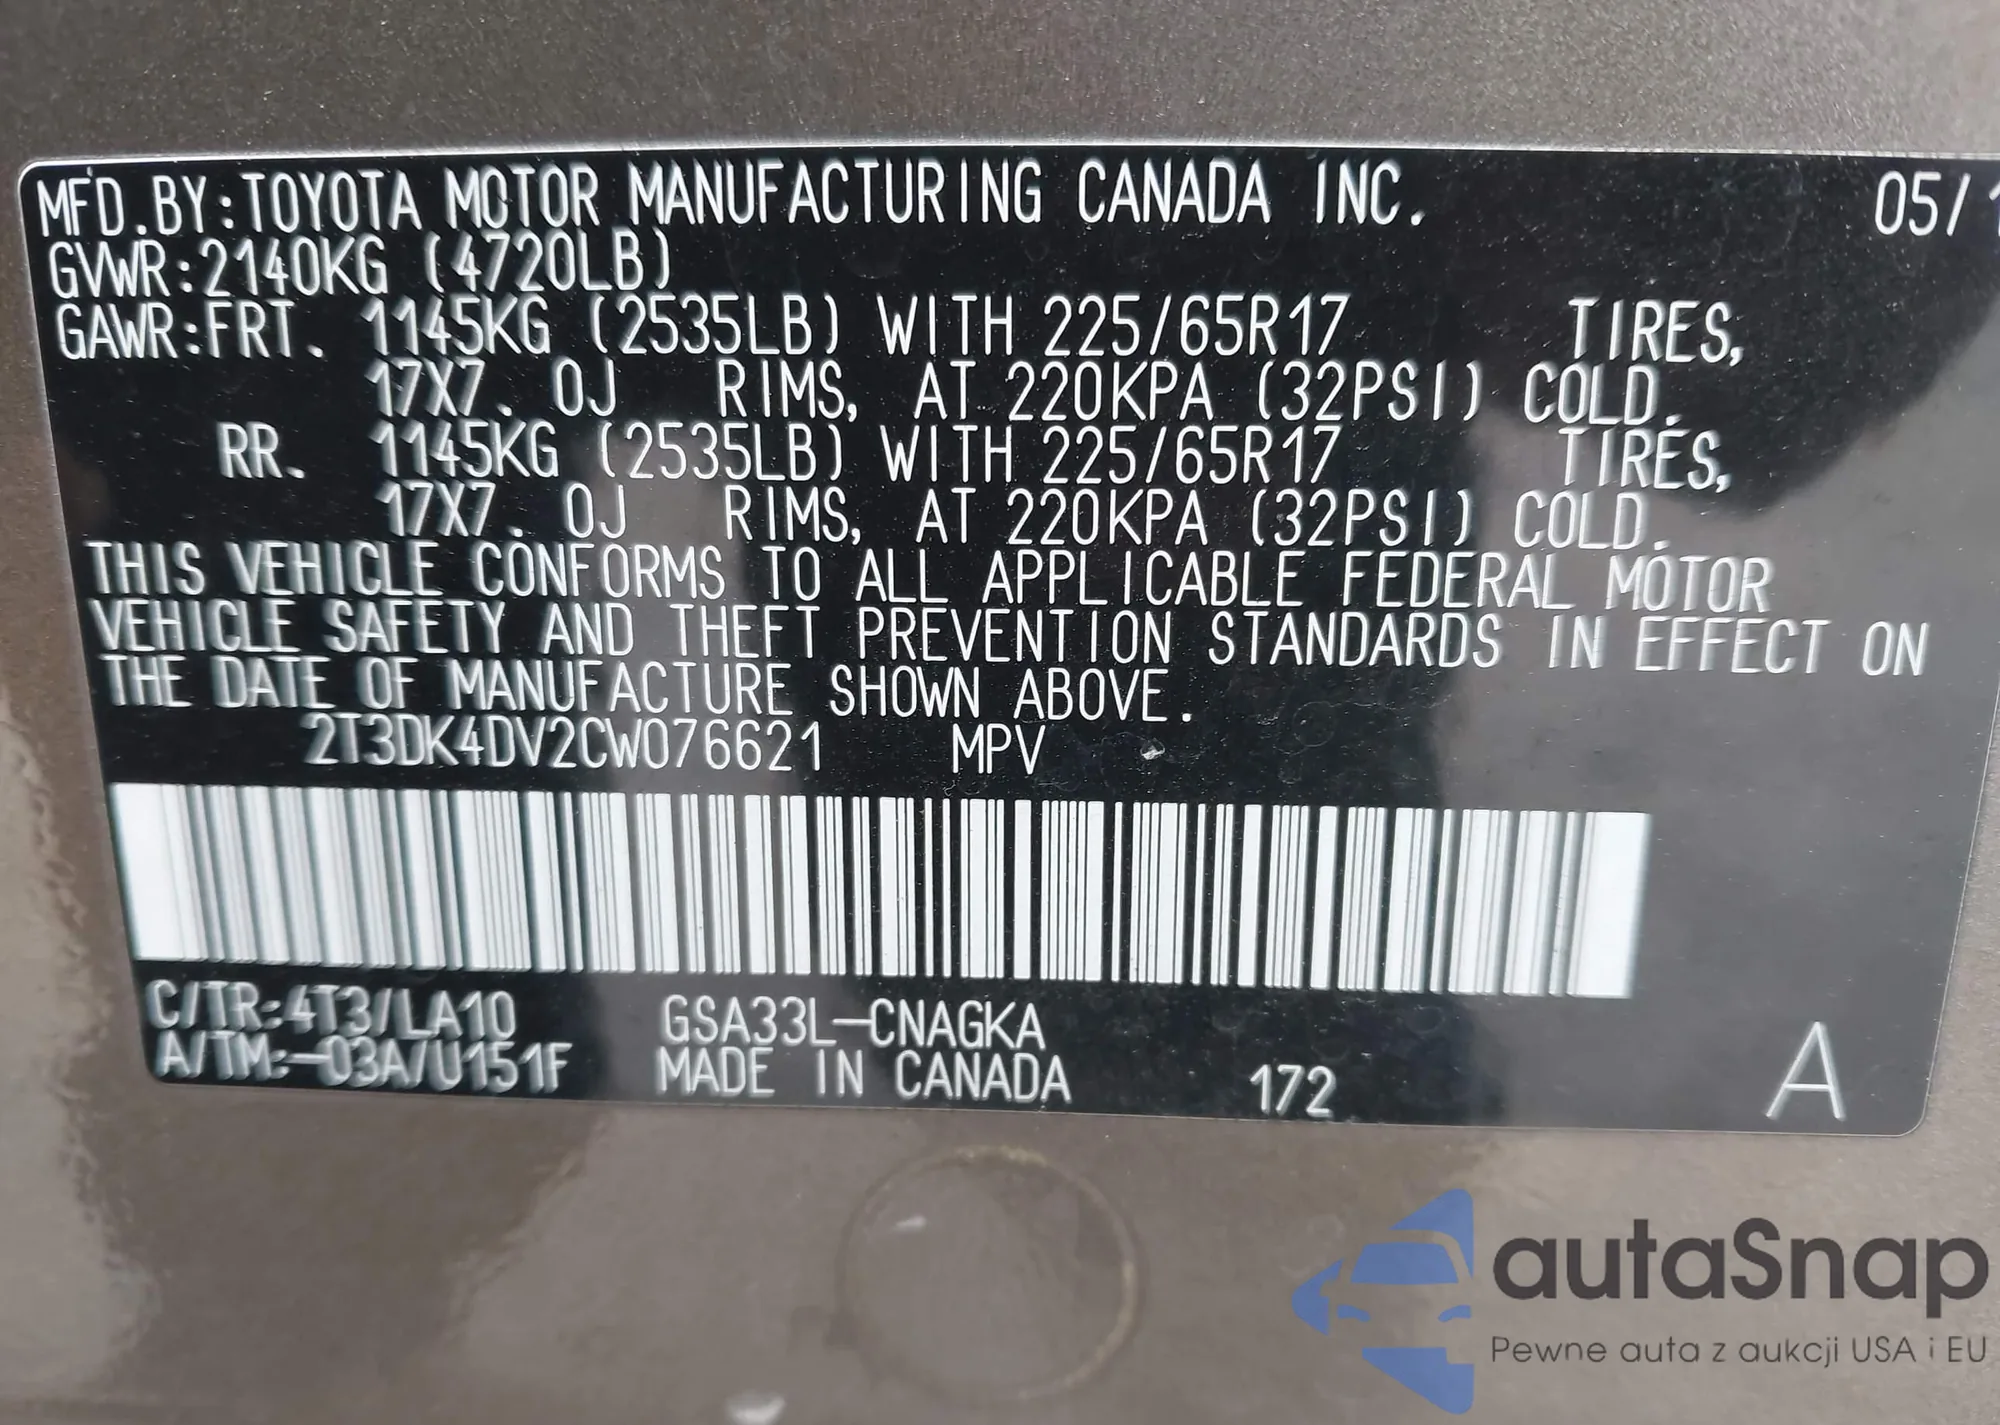 MFD.BY:TOYOTA MOTOR MANUFACTURING CANADA INC. 05/1
GVWR:2140KG (4720LB)
GAWR:FRT. 1145KG (2535LB) WITH 225/65R17 TIRES,
17X7. 0J RIMS, AT 220KPA (32PSI) COLD.
RR. 1145KG (2535LB) WITH 225/65R17 TIRES,
17X7. 0J RIMS, AT 220KPA (32PSI) COLD.
THIS VEHICLE CONFORMS TO ALL APPLICABLE FEDERAL MOTOR
VEHICLE SAFETY AND THEFT PREVENTION STANDARDS IN EFFECT ON
THE DATE OF MANUFACTURE SHOWN ABOVE.
2T3DK4DV2CW076621 MPV
C/TR:4T3/LA10 GSA33L-CNAGKA
A/TM:-03A/U151F MADE IN CANADA 172 A
autaSnap
Pewne auta z aukcji USA i EU